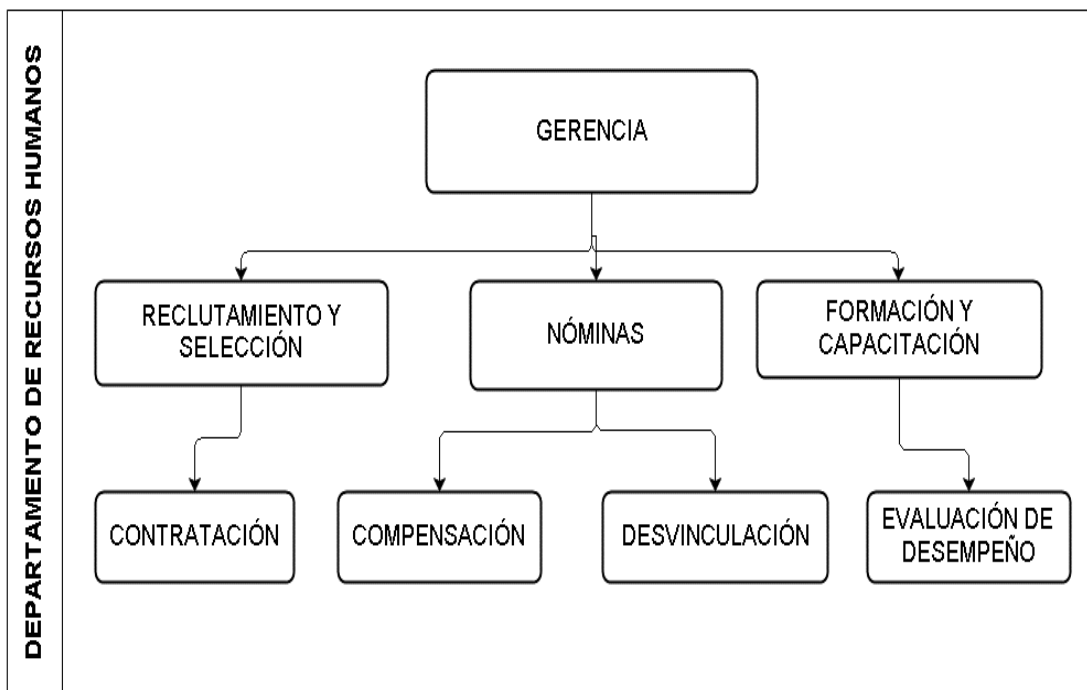 DEPARTAMENTO DE RECURSOS HUMANOS
GERENCIA
RECLUTAMIENTO Y
SELECCIÓN
NÓMINAS
FORMACIÓN Y
CAPACITACIÓN
CONTRATACIÓN
COMPENSACIÓN
DESVINCULACIÓN
EVALUACIÓN DE
DESEMPEÑO